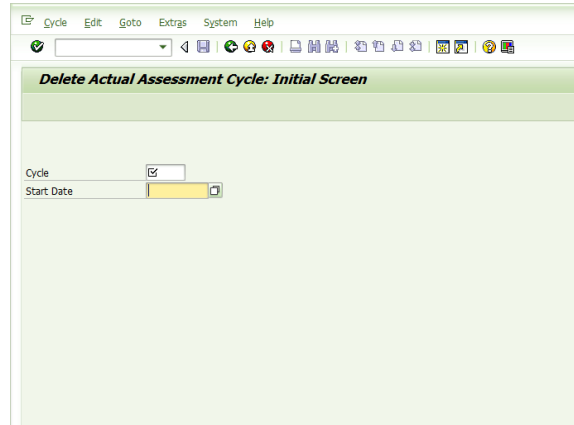 Cycle Edit Goto Extras System Help
Delete Actual Assessment Cycle: Initial Screen
Cycle
Start Date